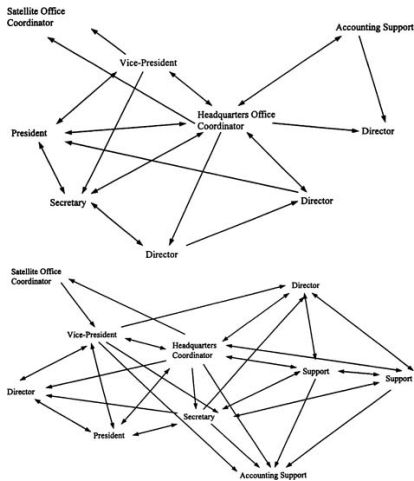 Satellite Office
Coordinator
Accounting Support
Vice-President
Headquarters Office
Coordinator
President
Director
Secretary
Director
Director
Satellite Office
Coordinator
Director
Vice-President
Headquarters
Coordinator
Support
Support
Director
Secretary
President
Accounting Support